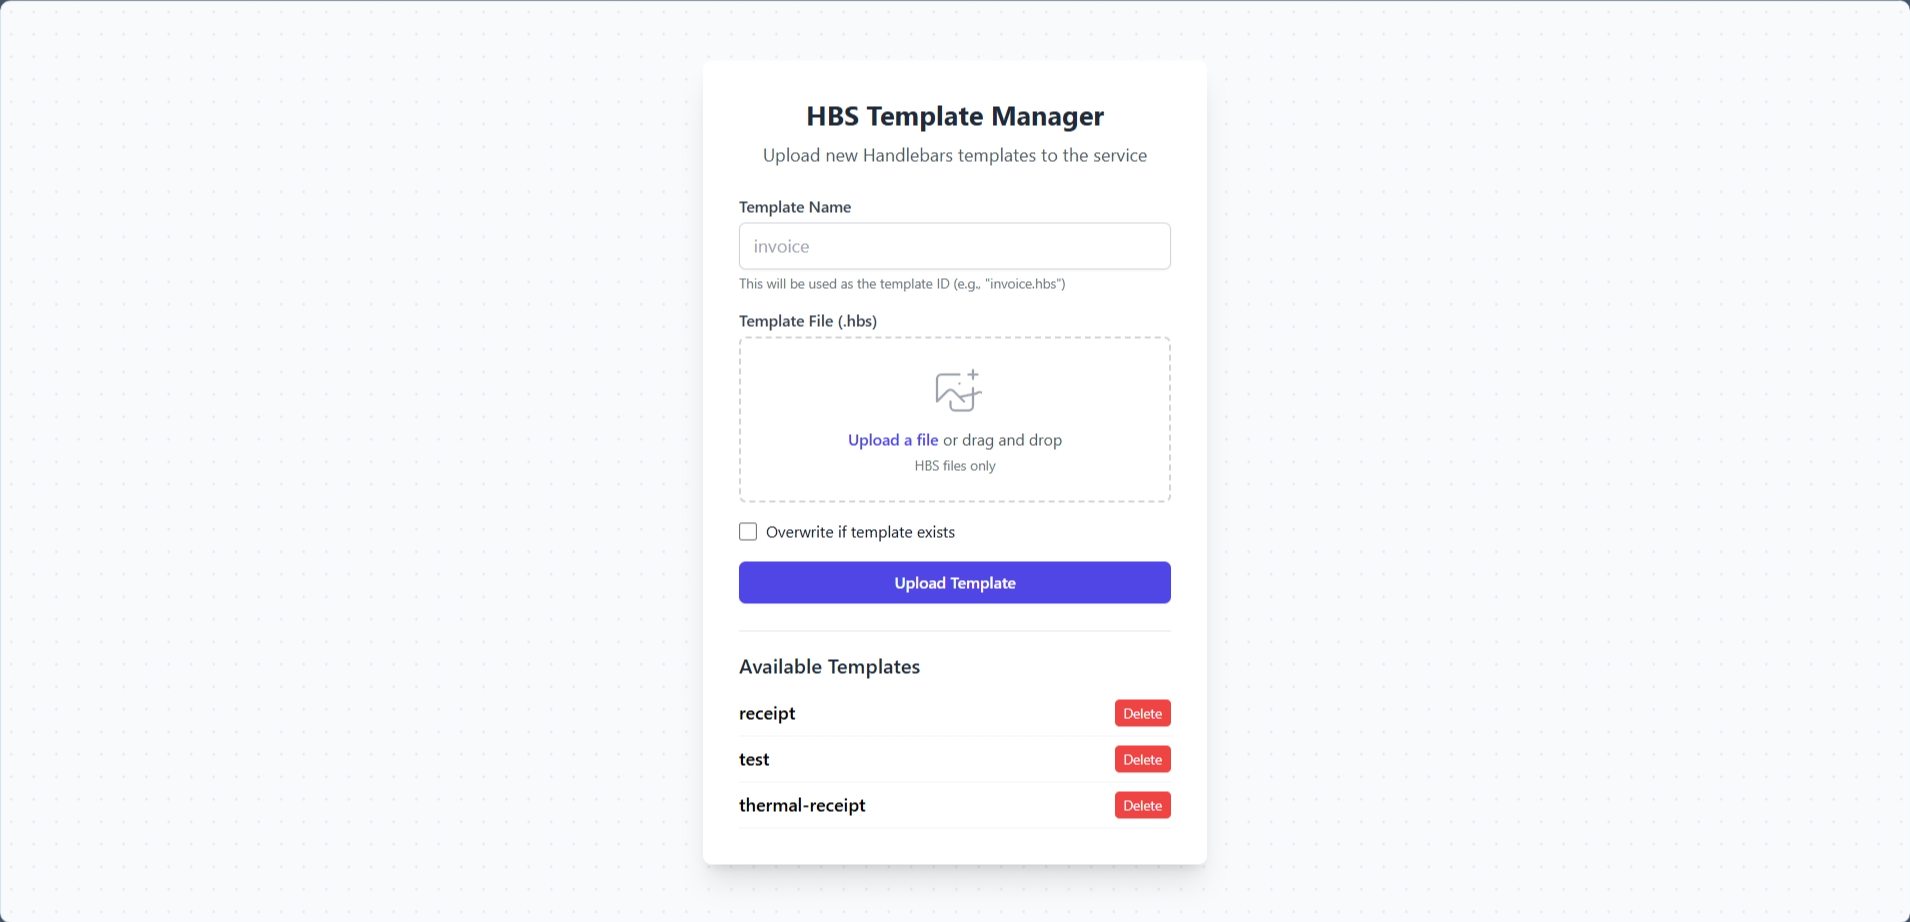 HBS Template Manager
Upload new Handlebars templates to the service
Template Name
invoice
This will be used as the template ID (e.g., "invoice.hbs")
Template File (.hbs)
Upload a file or drag and drop
HBS files only
Overwrite if template exists
Upload Template
Available Templates
receipt Delete
test Delete
thermal-receipt Delete